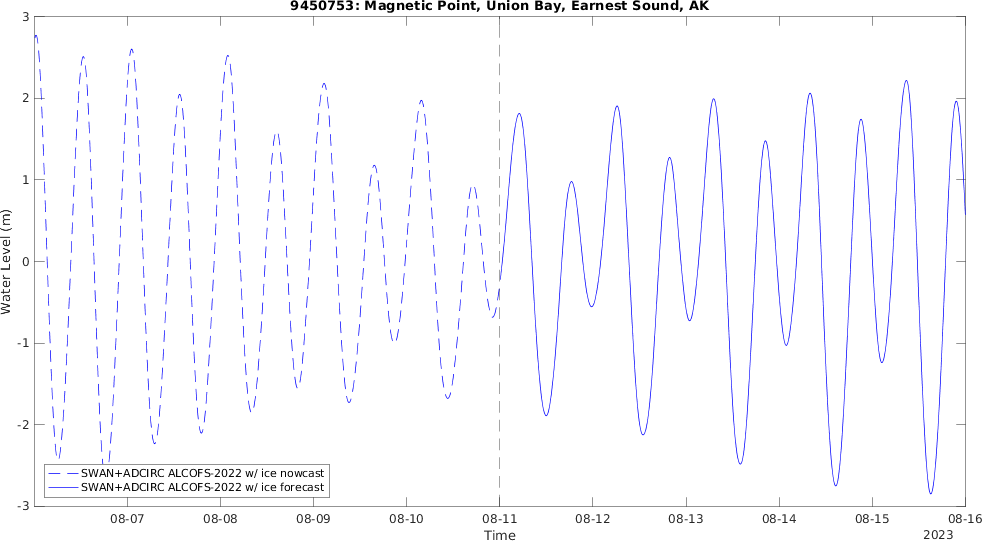 9450753: Magnetic Point, Union Bay, Earnest Sound, AK
3
2
1
0
-1
-2
-3
Water Level (m)
SWAN+ADCIRC ALCOFS-2022 w/ ice nowcast
SWAN+ADCIRC ALCOFS-2022 w/ ice forecast
08-07 08-08 08-09 08-10 08-11 08-12 08-13 08-14 08-15 08-16
Time
2023